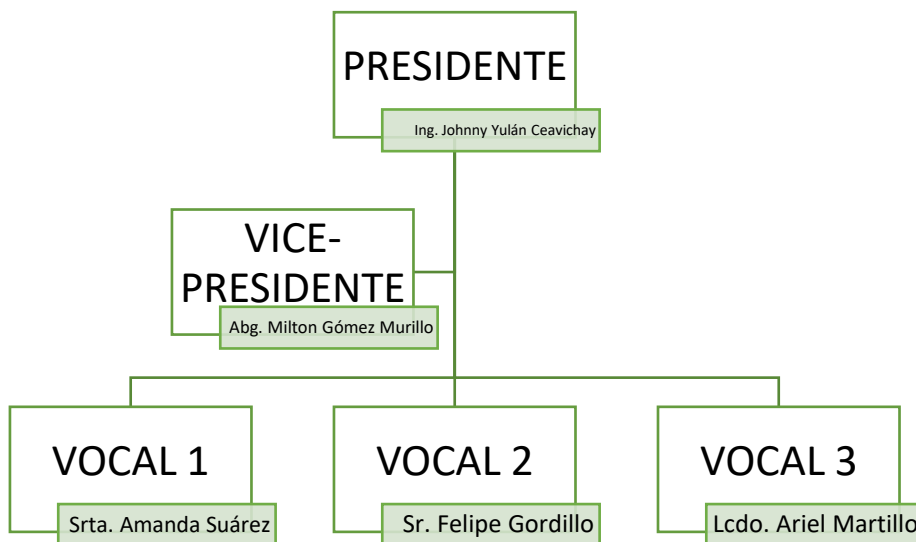 PRESIDENTE
Ing. Johnny Yulán Ceavichay
VICE-
PRESIDENTE
Abg. Milton Gómez Murillo
VOCAL 1
Srta. Amanda Suárez
VOCAL 2
Sr. Felipe Gordillo
VOCAL 3
Lcdo. Ariel Martillo